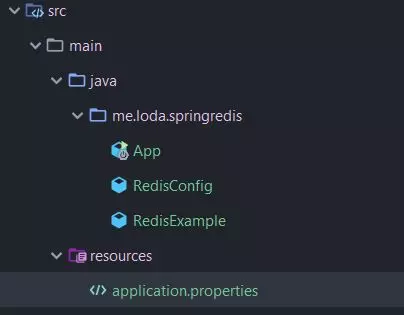 src
main
java
me.loda.springredis
App
RedisConfig
RedisExample
resources
application.properties